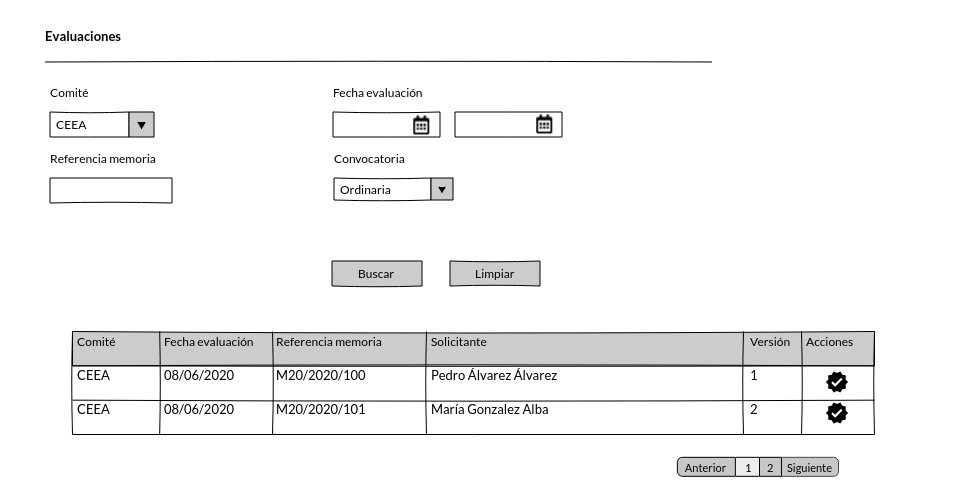 Evaluaciones
Comité Fecha evaluación
CEEA
Referencia memoria Convocatoria
Ordinaria
Buscar Limpiar
Comité Fecha evaluación Referencia memoria Solicitante Versión Acciones
CEEA 08/06/2020 M20/2020/100 Pedro Álvarez Álvarez 1
CEEA 08/06/2020 M20/2020/101 María Gonzalez Alba 2
Anterior 1 2 Siguiente